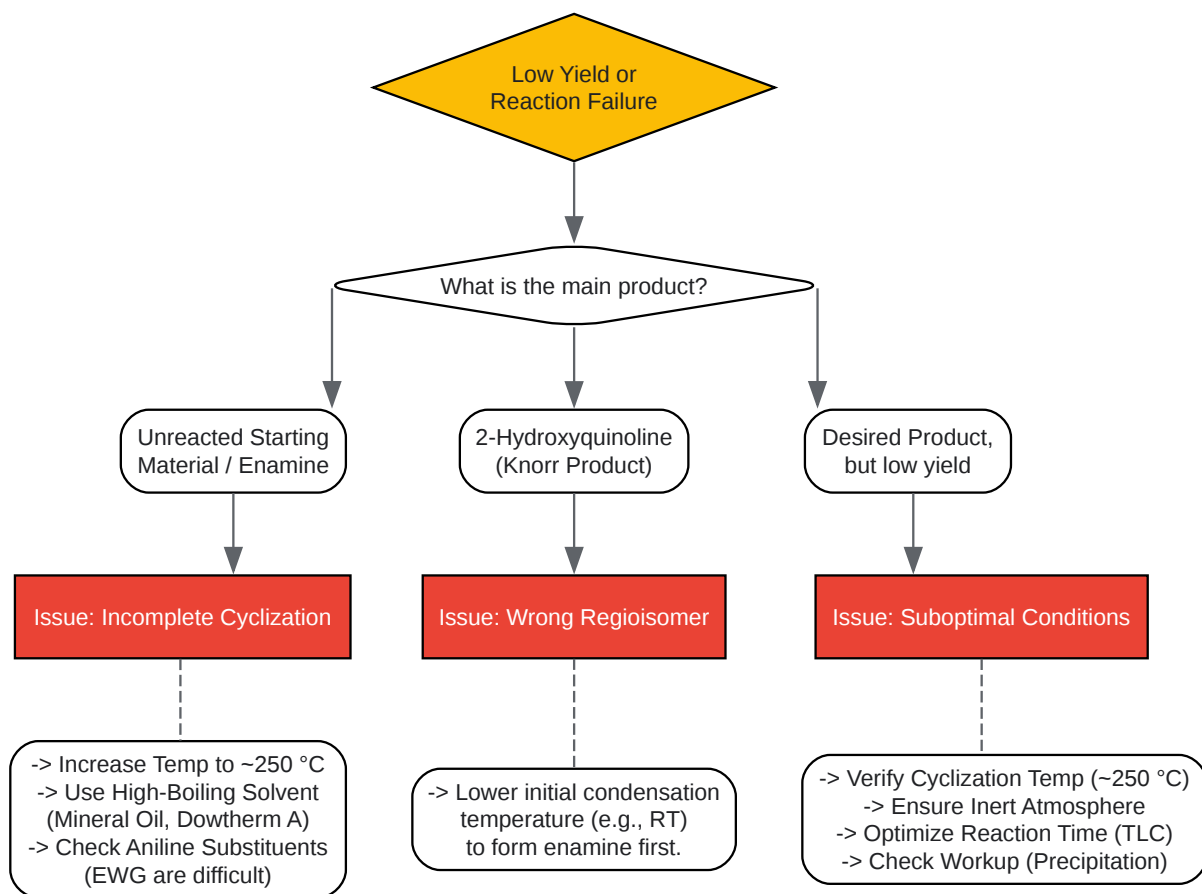 Low Yield or
Reaction Failure
What is the main product?
Unreacted Starting
Material / Enamine
2-Hydroxyquinoline
(Knorr Product)
Desired Product,
but low yield
Issue: Incomplete Cyclization
Issue: Wrong Regioisomer
Issue: Suboptimal Conditions
-> Increase Temp to ~250 °C
-> Use High-Boiling Solvent
(Mineral Oil, Dowtherm A)
-> Check Aniline Substituents
(EWG are difficult)
-> Lower initial condensation
temperature (e.g., RT)
to form enamine first.
-> Verify Cyclization Temp (~250 °C)
-> Ensure Inert Atmosphere
-> Optimize Reaction Time (TLC)
-> Check Workup (Precipitation)